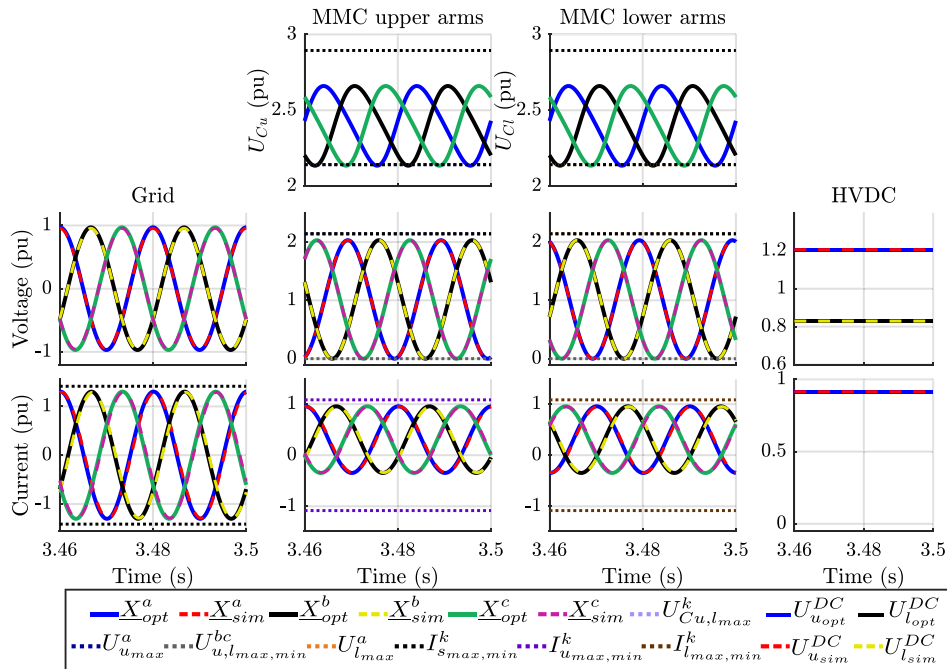 MMC upper arms
MMC lower arms
3
2.5
2
U_{Cu} (pu)
3
2.5
2
U_{Cl} (pu)
Grid
HVDC
Voltage (pu)
1
0
-1
2
1
0
2
1
0
1.2
1
0.8
0.6
Current (pu)
1
0
-1
1
0
-1
1
0
-1
1
0.5
0
3.46 3.48 3.5
3.46 3.48 3.5
3.46 3.48 3.5
3.46 3.48 3.5
Time (s)
Time (s)
Time (s)
Time (s)
X^a_{opt} X^a_{sim} X^b_{opt} X^b_{sim} X^c_{opt} X^c_{sim} U^k_{Cu,l_{max}} U^{DC}_{u_{opt}} U^{DC}_{l_{opt}}
U^a_{u_{max}} U^{bc}_{u,l_{max,min}} U^a_{l_{max}} I^k_{s_{max,min}} I^k_{u_{max,min}} I^k_{l_{max,min}} U^{DC}_{u_{sim}} U^{DC}_{l_{sim}}